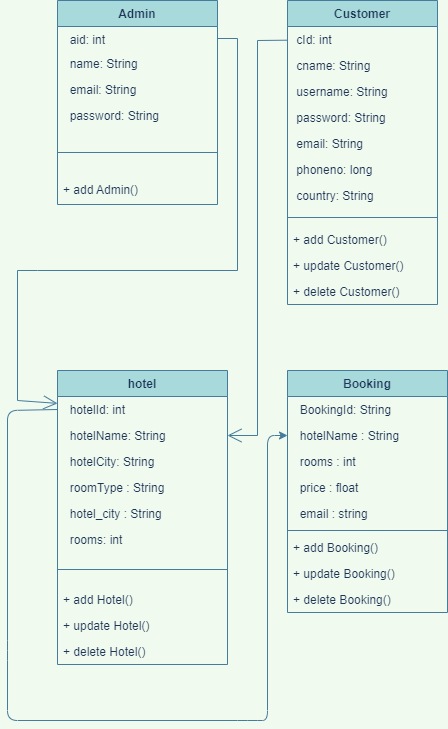 Admin
aid: int
name: String
email: String
password: String
+ add Admin()
Customer
cId: int
cname: String
username: String
password: String
email: String
phoneno: long
country: String
+ add Customer()
+ update Customer()
+ delete Customer()
hotel
hotelId: int
hotelName: String
hotelCity: String
roomType : String
hotel_city : String
rooms: int
+ add Hotel()
+ update Hotel()
+ delete Hotel()
Booking
BookingId: String
hotelName : String
rooms : int
price : float
email : string
+ add Booking()
+ update Booking()
+ delete Booking()